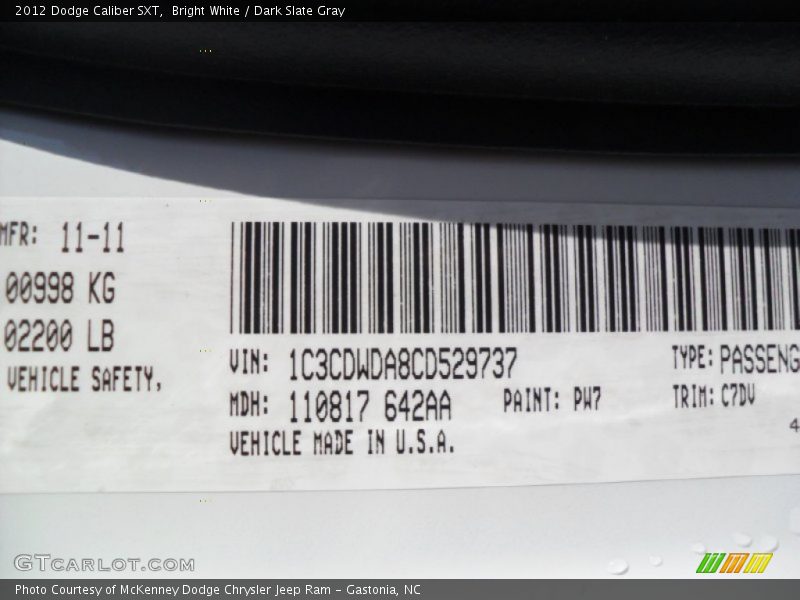 2012 Dodge Caliber SXT,  Bright White / Dark Slate Gray
MFR: 11-11
00998 KG
02200 LB
VEHICLE SAFETY,
VIN: 1C3CDWDA8CD529737
TYPE: PASSENG
MDH: 110817 642AA
PAINT: PW7
TRIM: C7DV
VEHICLE MADE IN U.S.A.
4
GTCARLOT.COM
Photo Courtesy of McKenney Dodge Chrysler Jeep Ram - Gastonia, NC